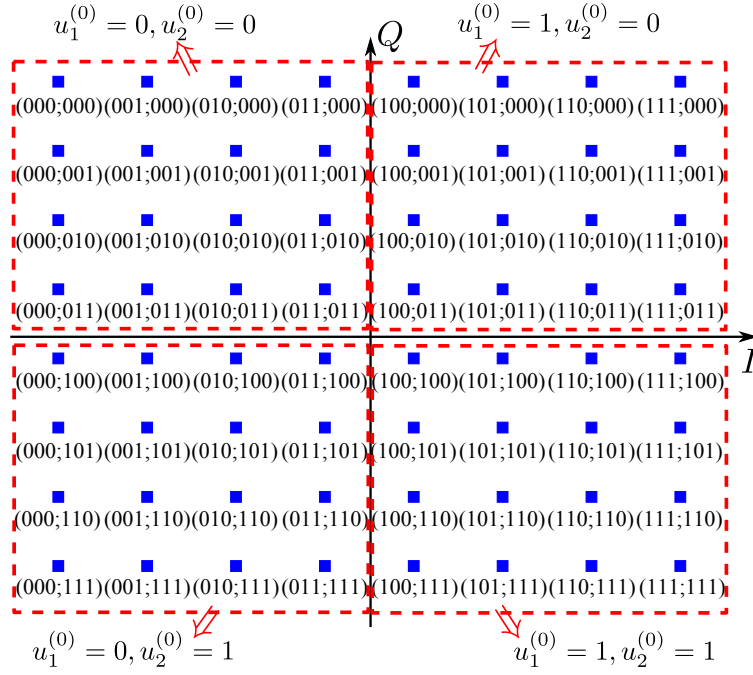 u_1^{(0)} = 0, u_2^{(0)} = 0
Q
u_1^{(0)} = 1, u_2^{(0)} = 0
(000;000)(001;000)(010;000)(011;000)(100;000)(101;000)(110;000)(111;000)
(000;001)(001;001)(010;001)(011;001)(100;001)(101;001)(110;001)(111;001)
(000;010)(001;010)(010;010)(011;010)(100;010)(101;010)(110;010)(111;010)
(000;011)(001;011)(010;011)(011;011)(100;011)(101;011)(110;011)(111;011)
I
(000;100)(001;100)(010;100)(011;100)(100;100)(101;100)(110;100)(111;100)
(000;101)(001;101)(010;101)(011;101)(100;101)(101;101)(110;101)(111;101)
(000;110)(001;110)(010;110)(011;110)(100;110)(101;110)(110;110)(111;110)
(000;111)(001;111)(010;111)(011;111)(100;111)(101;111)(110;111)(111;111)
u_1^{(0)} = 0, u_2^{(0)} = 1
u_1^{(0)} = 1, u_2^{(0)} = 1